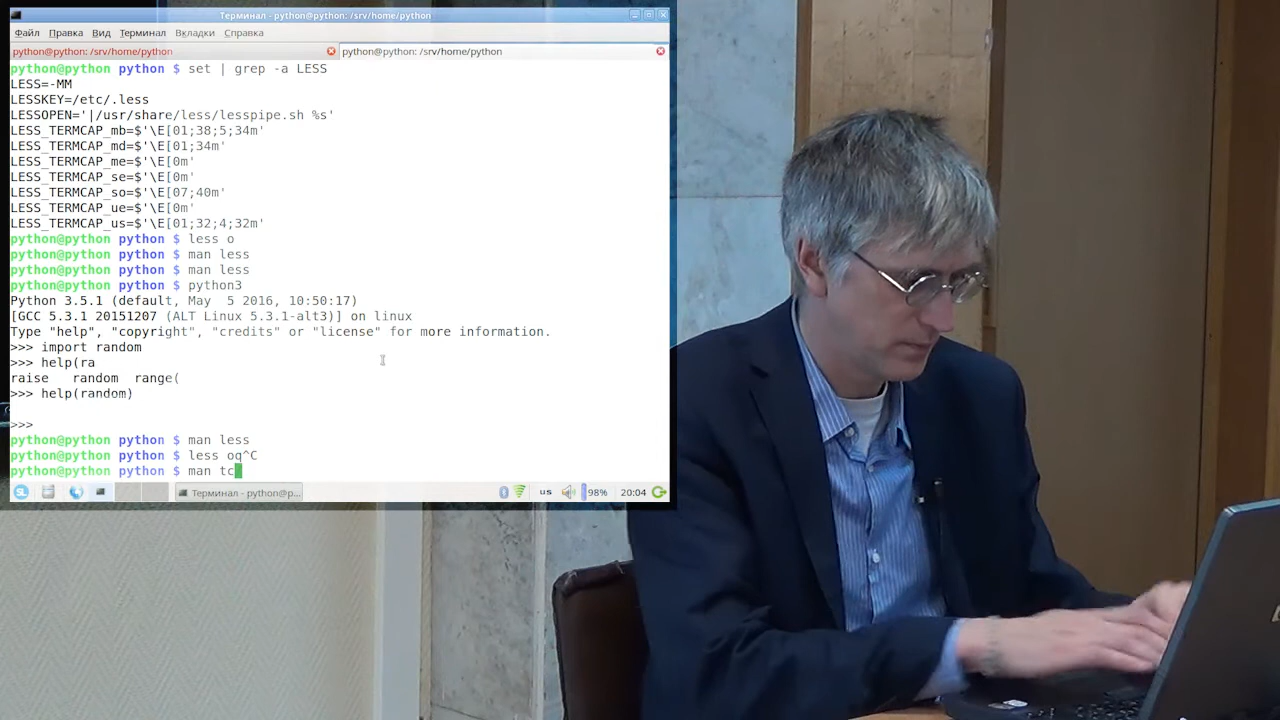 Терминал - python@python: /srv/home/python
Файл Правка Вид Терминал Вкладки Справка
python@python: /srv/home/python python@python: /srv/home/python
python@python python $ set | grep -a LESS
LESS=-MM
LESSKEY=/etc/.less
LESSOPEN='|/usr/share/less/lesspipe.sh %s'
LESS_TERMCAP_mb=$'\E[01;38;5;34m'
LESS_TERMCAP_md=$'\E[01;34m'
LESS_TERMCAP_me=$'\E[0m'
LESS_TERMCAP_se=$'\E[0m'
LESS_TERMCAP_so=$'\E[07;40m'
LESS_TERMCAP_ue=$'\E[0m'
LESS_TERMCAP_us=$'\E[01;32;4;32m'
python@python python $ less o
python@python python $ man less
python@python python $ man less
python@python python $ python3
Python 3.5.1 (default, May  5 2016, 10:50:17)
[GCC 5.3.1 20151207 (ALT Linux 5.3.1-alt3)] on linux
Type "help", "copyright", "credits" or "license" for more information.
>>> import random
>>> help(ra
raise   random  range(
>>> help(random)
>>>
python@python python $ man less
python@python python $ less oq^C
python@python python $ man tc
Терминал - python@p... us 98% 20:04